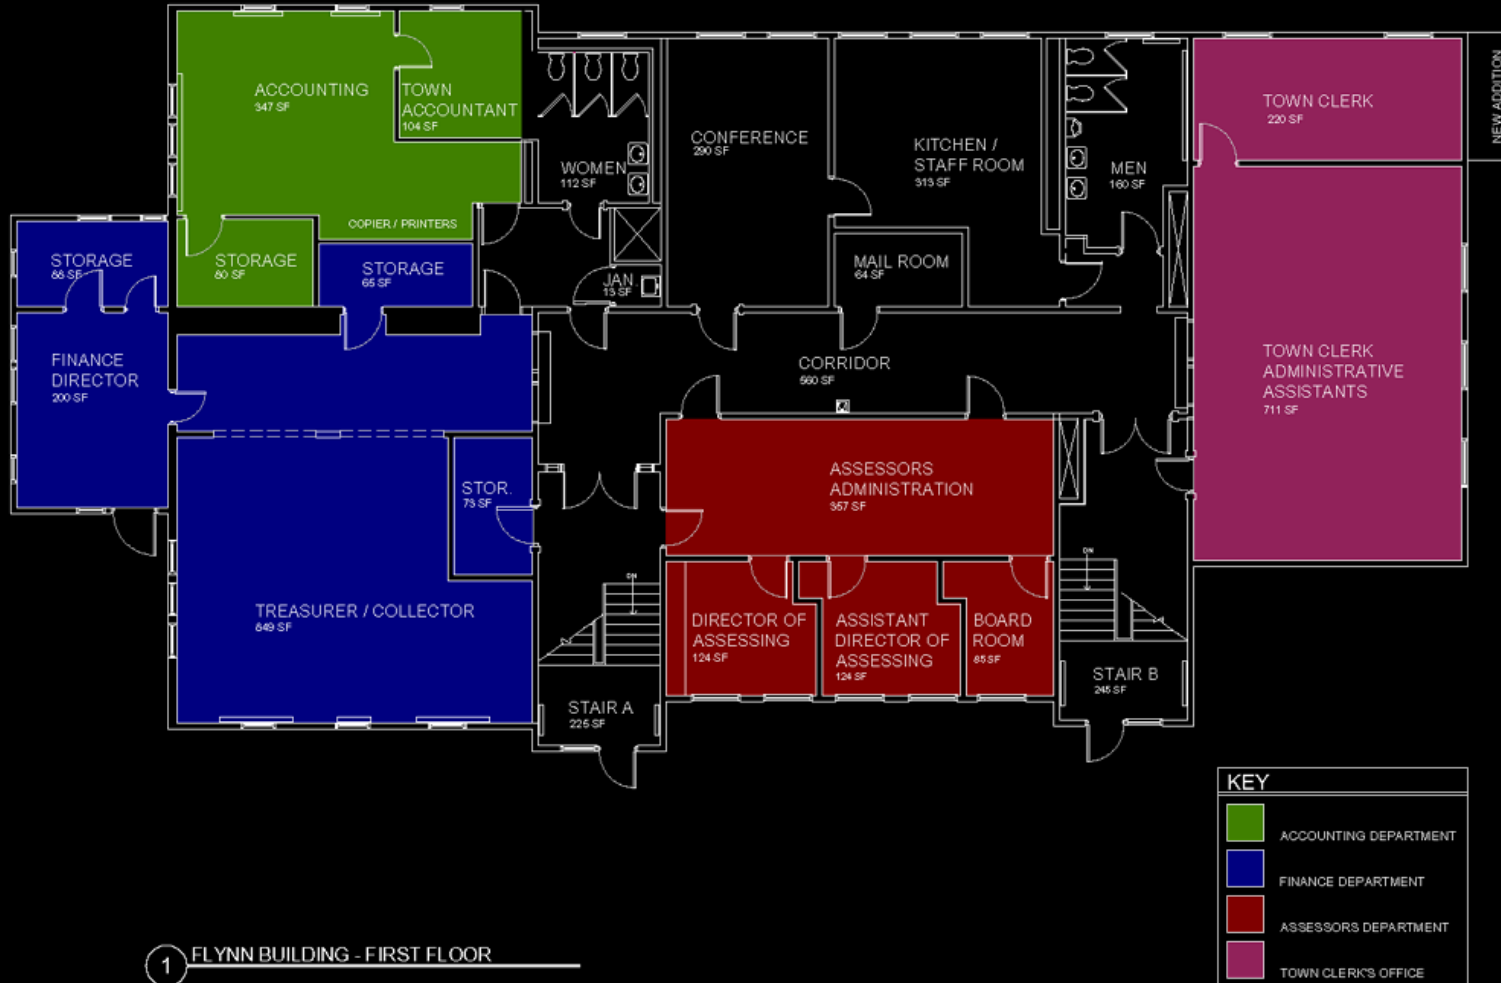 ACCOUNTING
347 SF
TOWN
ACCOUNTANT
104 SF
WOMEN
112 SF
CONFERENCE
290 SF
KITCHEN /
STAFF ROOM
313 SF
MEN
160 SF
TOWN CLERK
220 SF
NEW ADDITION
COPIER / PRINTERS
STORAGE
STORAGE
80 SF
STORAGE
65 SF
JAN.
13 SF
MAIL ROOM
64 SF
FINANCE
DIRECTOR
200 SF
CORRIDOR
560 SF
TOWN CLERK
ADMINISTRATIVE
ASSISTANTS
711 SF
ASSESSORS
ADMINISTRATION
357 SF
STOR.
73 SF
DN
DN
TREASURER / COLLECTOR
849 SF
DIRECTOR OF
ASSESSING
124 SF
ASSISTANT
DIRECTOR OF
ASSESSING
124 SF
BOARD
ROOM
85 SF
STAIR A
225 SF
STAIR B
245 SF
KEY
ACCOUNTING DEPARTMENT
FINANCE DEPARTMENT
ASSESSORS DEPARTMENT
TOWN CLERK'S OFFICE
1 FLYNN BUILDING - FIRST FLOOR